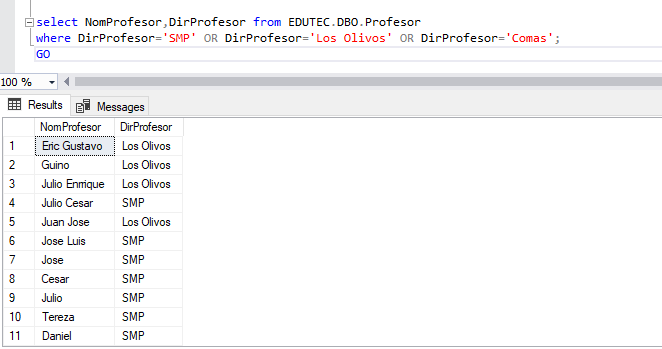 select NomProfesor,DirProfesor from EDUTEC.DBO.Profesor
where DirProfesor='SMP' OR DirProfesor='Los Olivos' OR DirProfesor='Comas';
GO
100 %
Results Messages
NomProfesor DirProfesor
1 Eric Gustavo Los Olivos
2 Guino Los Olivos
3 Julio Enrique Los Olivos
4 Julio Cesar SMP
5 Juan Jose Los Olivos
6 Jose Luis SMP
7 Jose SMP
8 Cesar SMP
9 Julio SMP
10 Tereza SMP
11 Daniel SMP